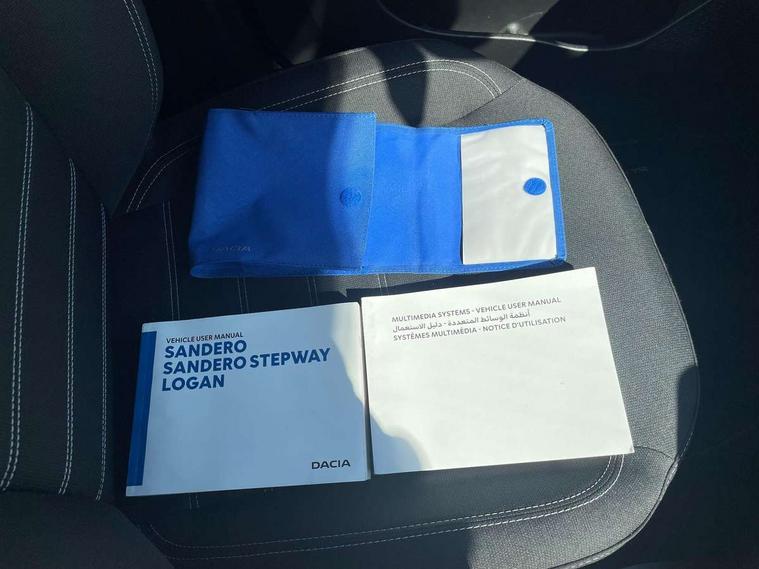 DACIA
VEHICLE USER MANUAL
SANDERO
SANDERO STEPWAY
LOGAN
DACIA
MULTIMEDIA SYSTEMS - VEHICLE USER MANUAL
أنظمة الوسائط المتعددة - دليل الاستعمال
SYSTÈMES MULTIMÉDIA - NOTICE D'UTILISATION